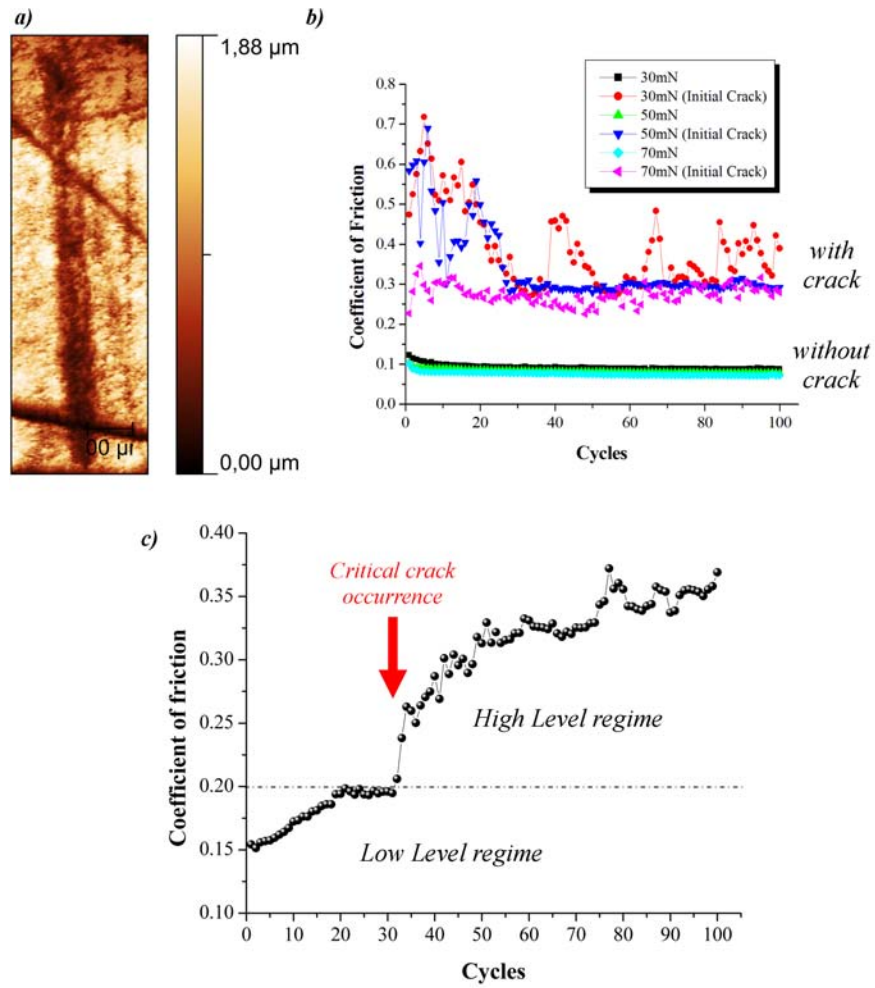 a)
1,88 µm
0,00 µm
b)
30mN
30mN (Initial Crack)
50mN
50mN (Initial Crack)
70mN
70mN (Initial Crack)
0.8
0.7
0.6
0.5
0.4
0.3
0.2
0.1
0.0
Coefficient of Friction
with
crack
without
crack
0 20 40 60 80 100
Cycles
c)
0.40
0.35
0.30
0.25
0.20
0.15
0.10
Coefficient of friction
Critical crack
occurrence
High Level regime
Low Level regime
0 10 20 30 40 50 60 70 80 90 100
Cycles